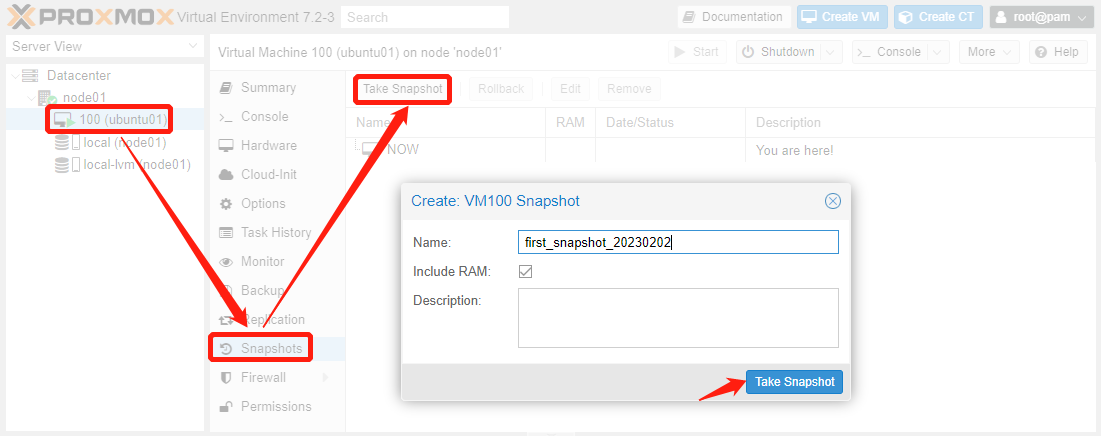 PROXMOX Virtual Environment 7.2-3 Search Documentation Create VM Create CT root@pam
Server View
Virtual Machine 100 (ubuntu01) on node 'node01' Start Shutdown Console More Help
Datacenter
node01
100 (ubuntu01)
local (node01)
local-lvm (node01)
Summary
Console
Hardware
Cloud-Init
Options
Task History
Monitor
Backup
Replication
Snapshots
Firewall
Permissions
Take Snapshot Rollback Edit Remove
Name RAM Date/Status Description
NOW You are here!
Create: VM100 Snapshot
Name: first_snapshot_20230202
Include RAM:
Description:
Take Snapshot